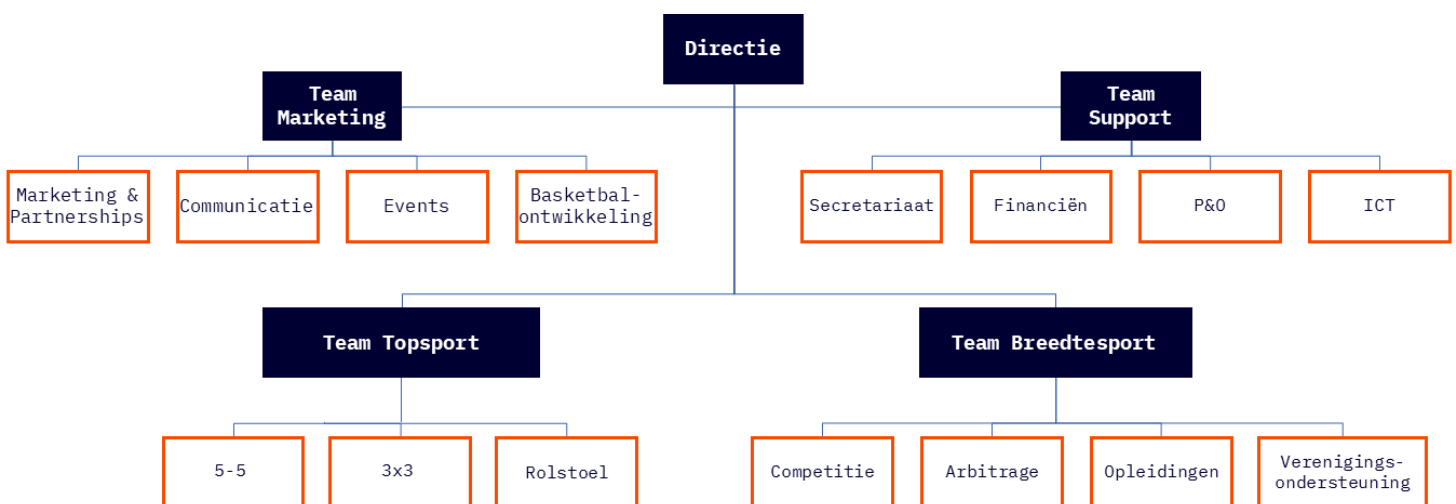 Directie
Team
Marketing
Team
Support
Marketing &
Partnerships
Communicatie
Events
Basketbal-
ontwikkeling
Secretariaat
Financiën
P&O
ICT
Team Topsport
Team Breedtesport
5-5
3x3
Rolstoel
Competitie
Arbitrage
Opleidingen
Verenigings-
ondersteuning